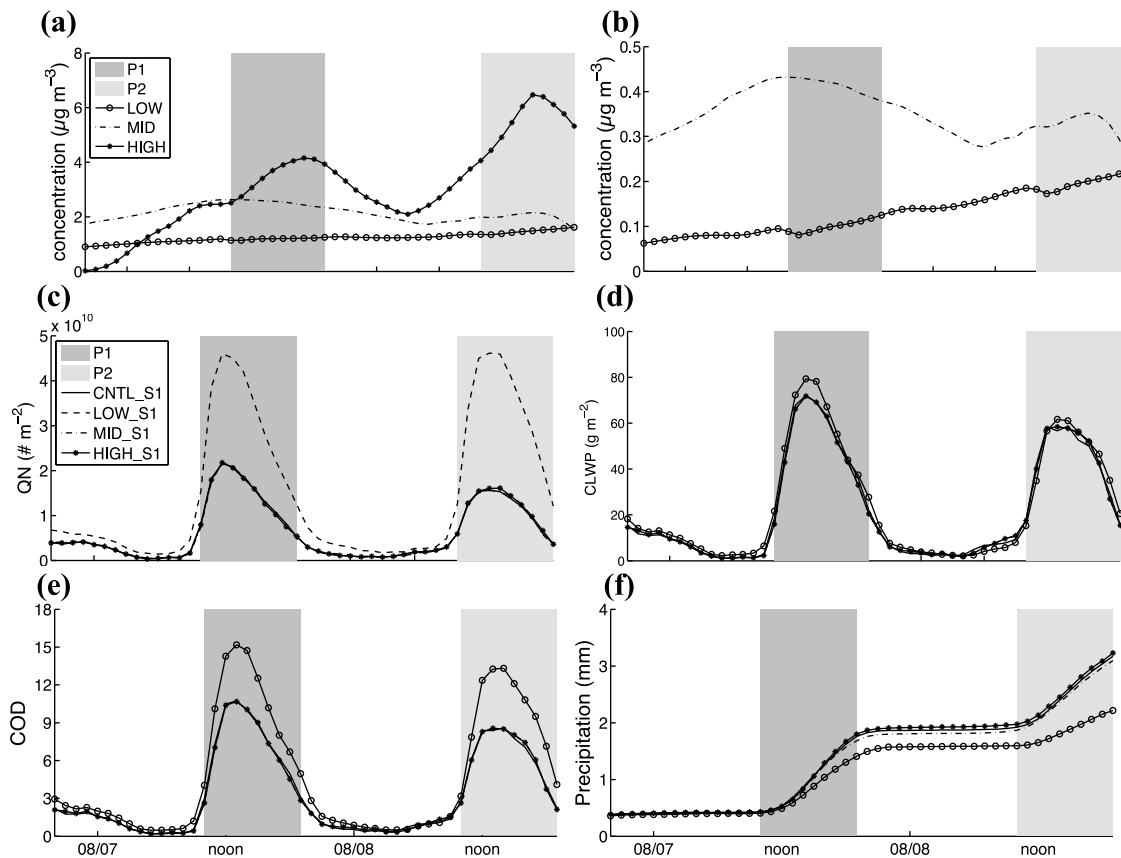 (a)
concentration (µg m−3)
8
6
4
2
0
P1
P2
LOW
MID
HIGH
(b)
concentration (µg m−3)
0.5
0.4
0.3
0.2
0.1
0
(c)
x 10^10
QN (# m−2)
5
4
3
2
1
0
P1
P2
CNTL_S1
LOW_S1
MID_S1
HIGH_S1
(d)
CLWP (g m−2)
100
80
60
40
20
0
(e)
COD
18
15
12
9
6
3
0
08/07 noon 08/08 noon
(f)
Precipitation (mm)
4
3
2
1
0
08/07 noon 08/08 noon